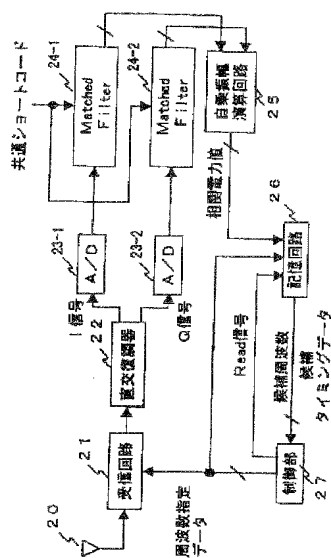 共通ショートコード
24-1
Matched
Filter
24-2
Matched
Filter
自乗振幅
演算回路
25
相関電力値
23-1
A/D
I信号
23-2
A/D
Q信号
22
直交復調器
20
21
受信回路
周波数指定
データ
26
記憶回路
Read信号
候補周波数
候補
タイミングデータ
制御部
27